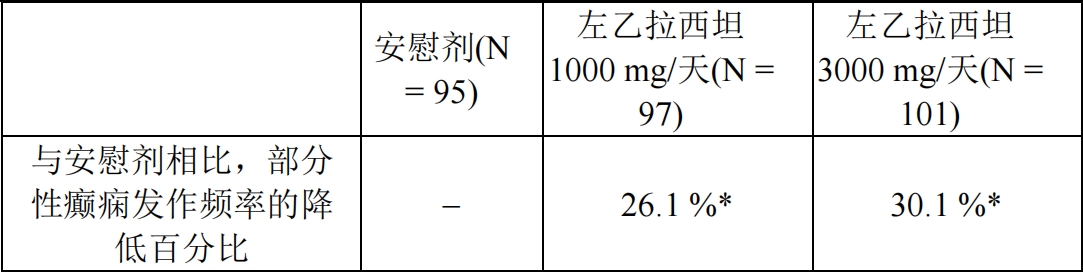 安慰剂(N
= 95)
左乙拉西坦
1000 mg/天(N =
97)
左乙拉西坦
3000 mg/天(N =
101)
与安慰剂相比，部分
性癫痫发作频率的降
低百分比
–
26.1 %*
30.1 %*